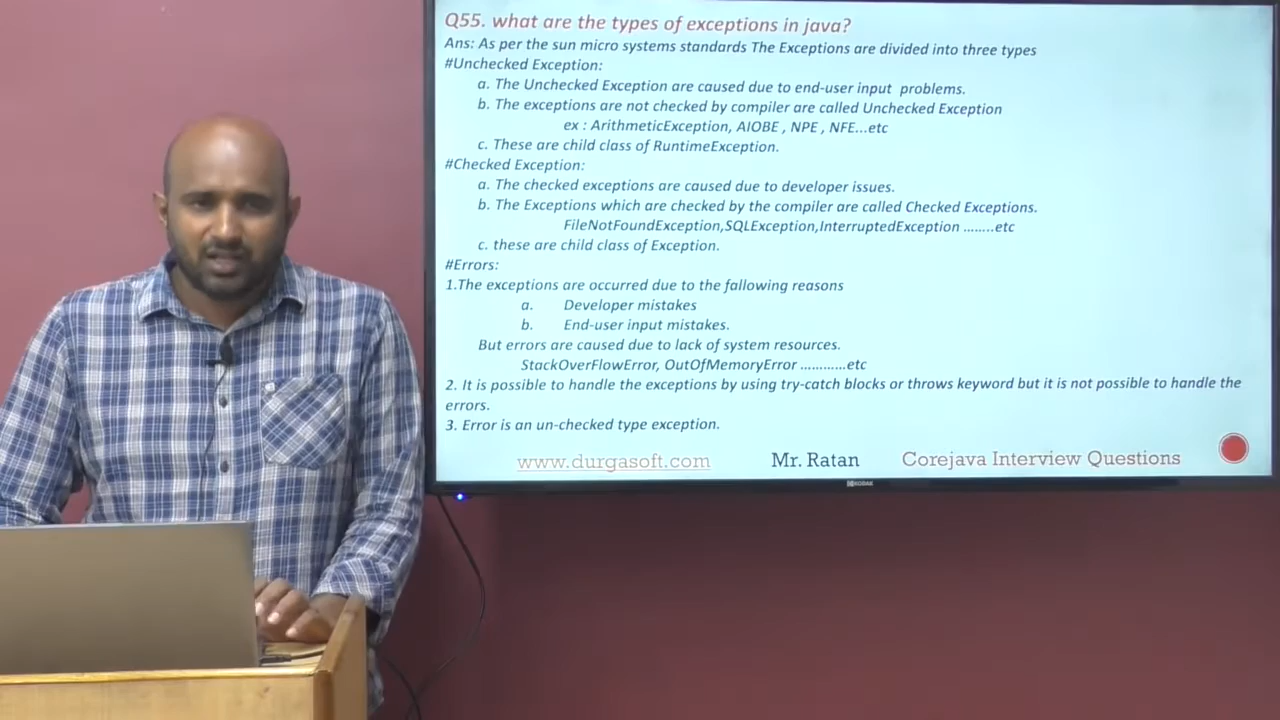 Q55. what are the types of exceptions in java?
Ans: As per the sun micro systems standards The Exceptions are divided into three types
#Unchecked Exception:
a. The Unchecked Exception are caused due to end-user input problems.
b. The exceptions are not checked by compiler are called Unchecked Exception
ex : ArithmeticException, AIOBE , NPE , NFE...etc
c. These are child class of RuntimeException.
#Checked Exception:
a. The checked exceptions are caused due to developer issues.
b. The Exceptions which are checked by the compiler are called Checked Exceptions.
FileNotFoundException,SQLException,InterruptedException ........etc
c. these are child class of Exception.
#Errors:
1.The exceptions are occurred due to the fallowing reasons
a. Developer mistakes
b. End-user input mistakes.
But errors are caused due to lack of system resources.
StackOverFlowError, OutOfMemoryError ............etc
2. It is possible to handle the exceptions by using try-catch blocks or throws keyword but it is not possible to handle the
errors.
3. Error is an un-checked type exception.
www.durgasoft.com Mr. Ratan Corejava Interview Questions
KODAK